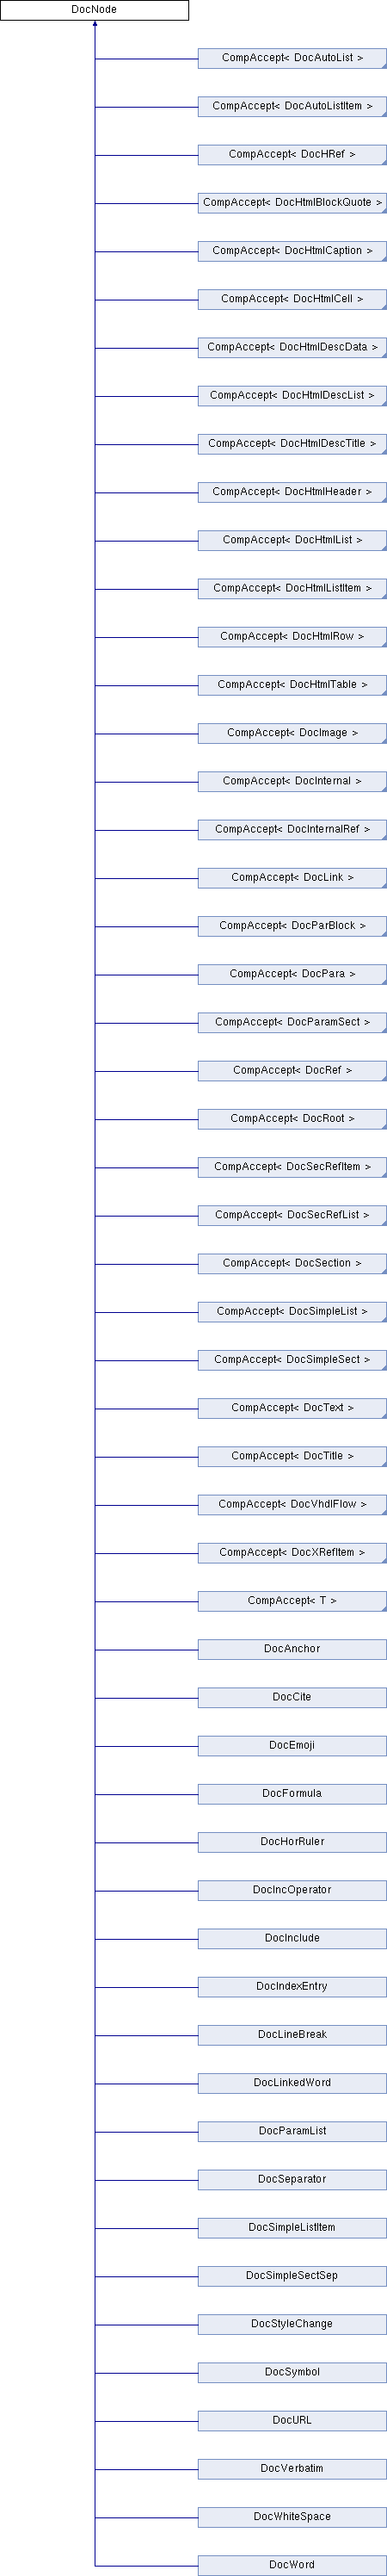 DocNode
CompAccept< DocAutoList >
CompAccept< DocAutoListItem >
CompAccept< DocHRef >
CompAccept< DocHtmlBlockQuote >
CompAccept< DocHtmlCaption >
CompAccept< DocHtmlCell >
CompAccept< DocHtmlDescData >
CompAccept< DocHtmlDescList >
CompAccept< DocHtmlDescTitle >
CompAccept< DocHtmlHeader >
CompAccept< DocHtmlList >
CompAccept< DocHtmlListItem >
CompAccept< DocHtmlRow >
CompAccept< DocHtmlTable >
CompAccept< DocImage >
CompAccept< DocInternal >
CompAccept< DocInternalRef >
CompAccept< DocLink >
CompAccept< DocParBlock >
CompAccept< DocPara >
CompAccept< DocParamSect >
CompAccept< DocRef >
CompAccept< DocRoot >
CompAccept< DocSecRefItem >
CompAccept< DocSecRefList >
CompAccept< DocSection >
CompAccept< DocSimpleList >
CompAccept< DocSimpleSect >
CompAccept< DocText >
CompAccept< DocTitle >
CompAccept< DocVhdlFlow >
CompAccept< DocXRefItem >
CompAccept< T >
DocAnchor
DocCite
DocEmoji
DocFormula
DocHorRuler
DocIncOperator
DocInclude
DocIndexEntry
DocLineBreak
DocLinkedWord
DocParamList
DocSeparator
DocSimpleListItem
DocSimpleSectSep
DocStyleChange
DocSymbol
DocURL
DocVerbatim
DocWhiteSpace
DocWord